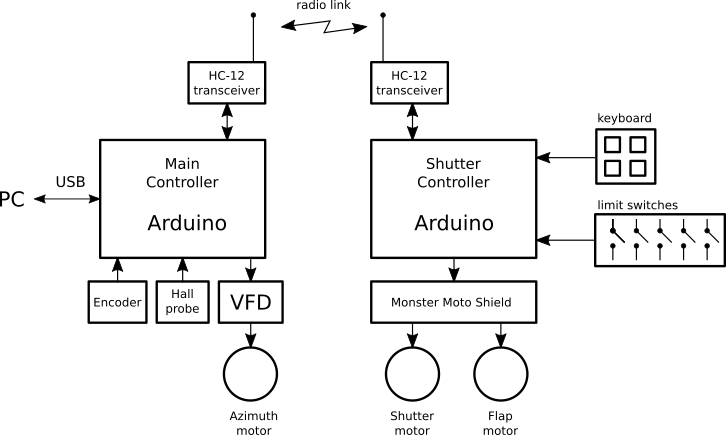 radio link
HC-12
transceiver
HC-12
transceiver
keyboard
Main
Controller
Arduino
Shutter
Controller
Arduino
USB
PC
limit switches
Encoder
Hall
probe
VFD
Monster Moto Shield
Azimuth
motor
Shutter
motor
Flap
motor